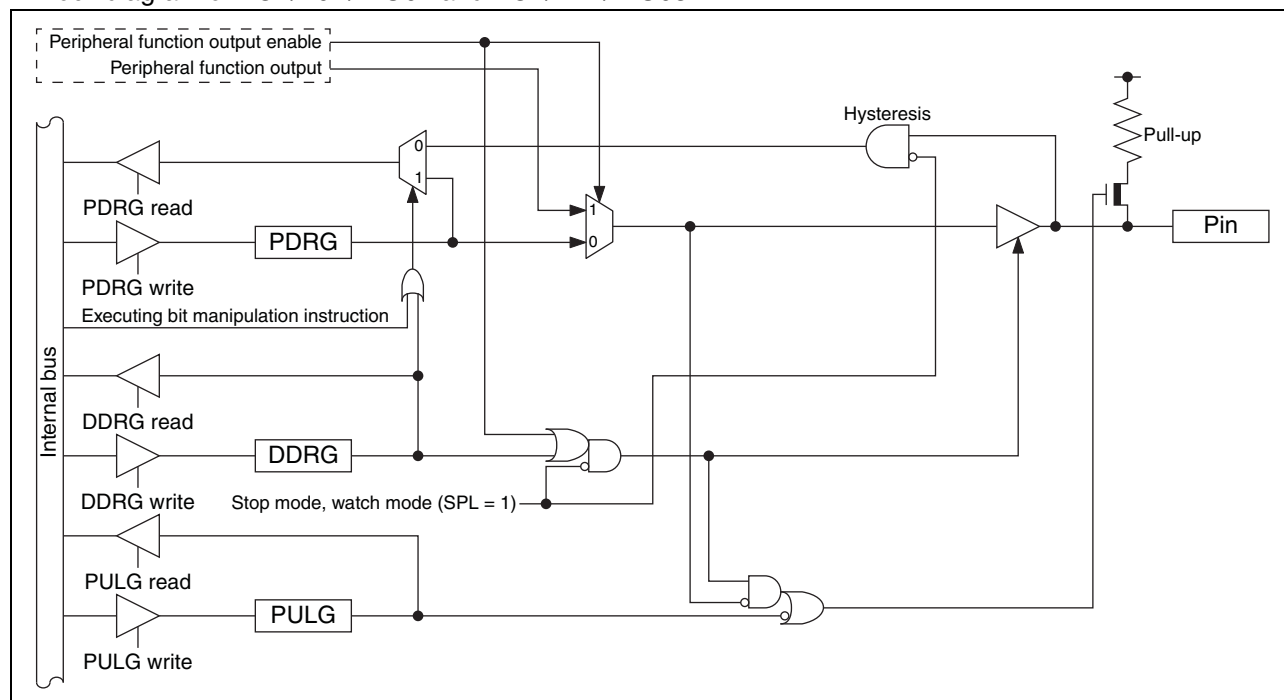 Peripheral function output enable
Peripheral function output
Hysteresis
Pull-up
0
1
PDRG read
1
PDRG
0
Pin
PDRG write
Executing bit manipulation instruction
Internal bus
DDRG read
DDRG
DDRG write
Stop mode, watch mode (SPL = 1)
PULG read
PULG
PULG write